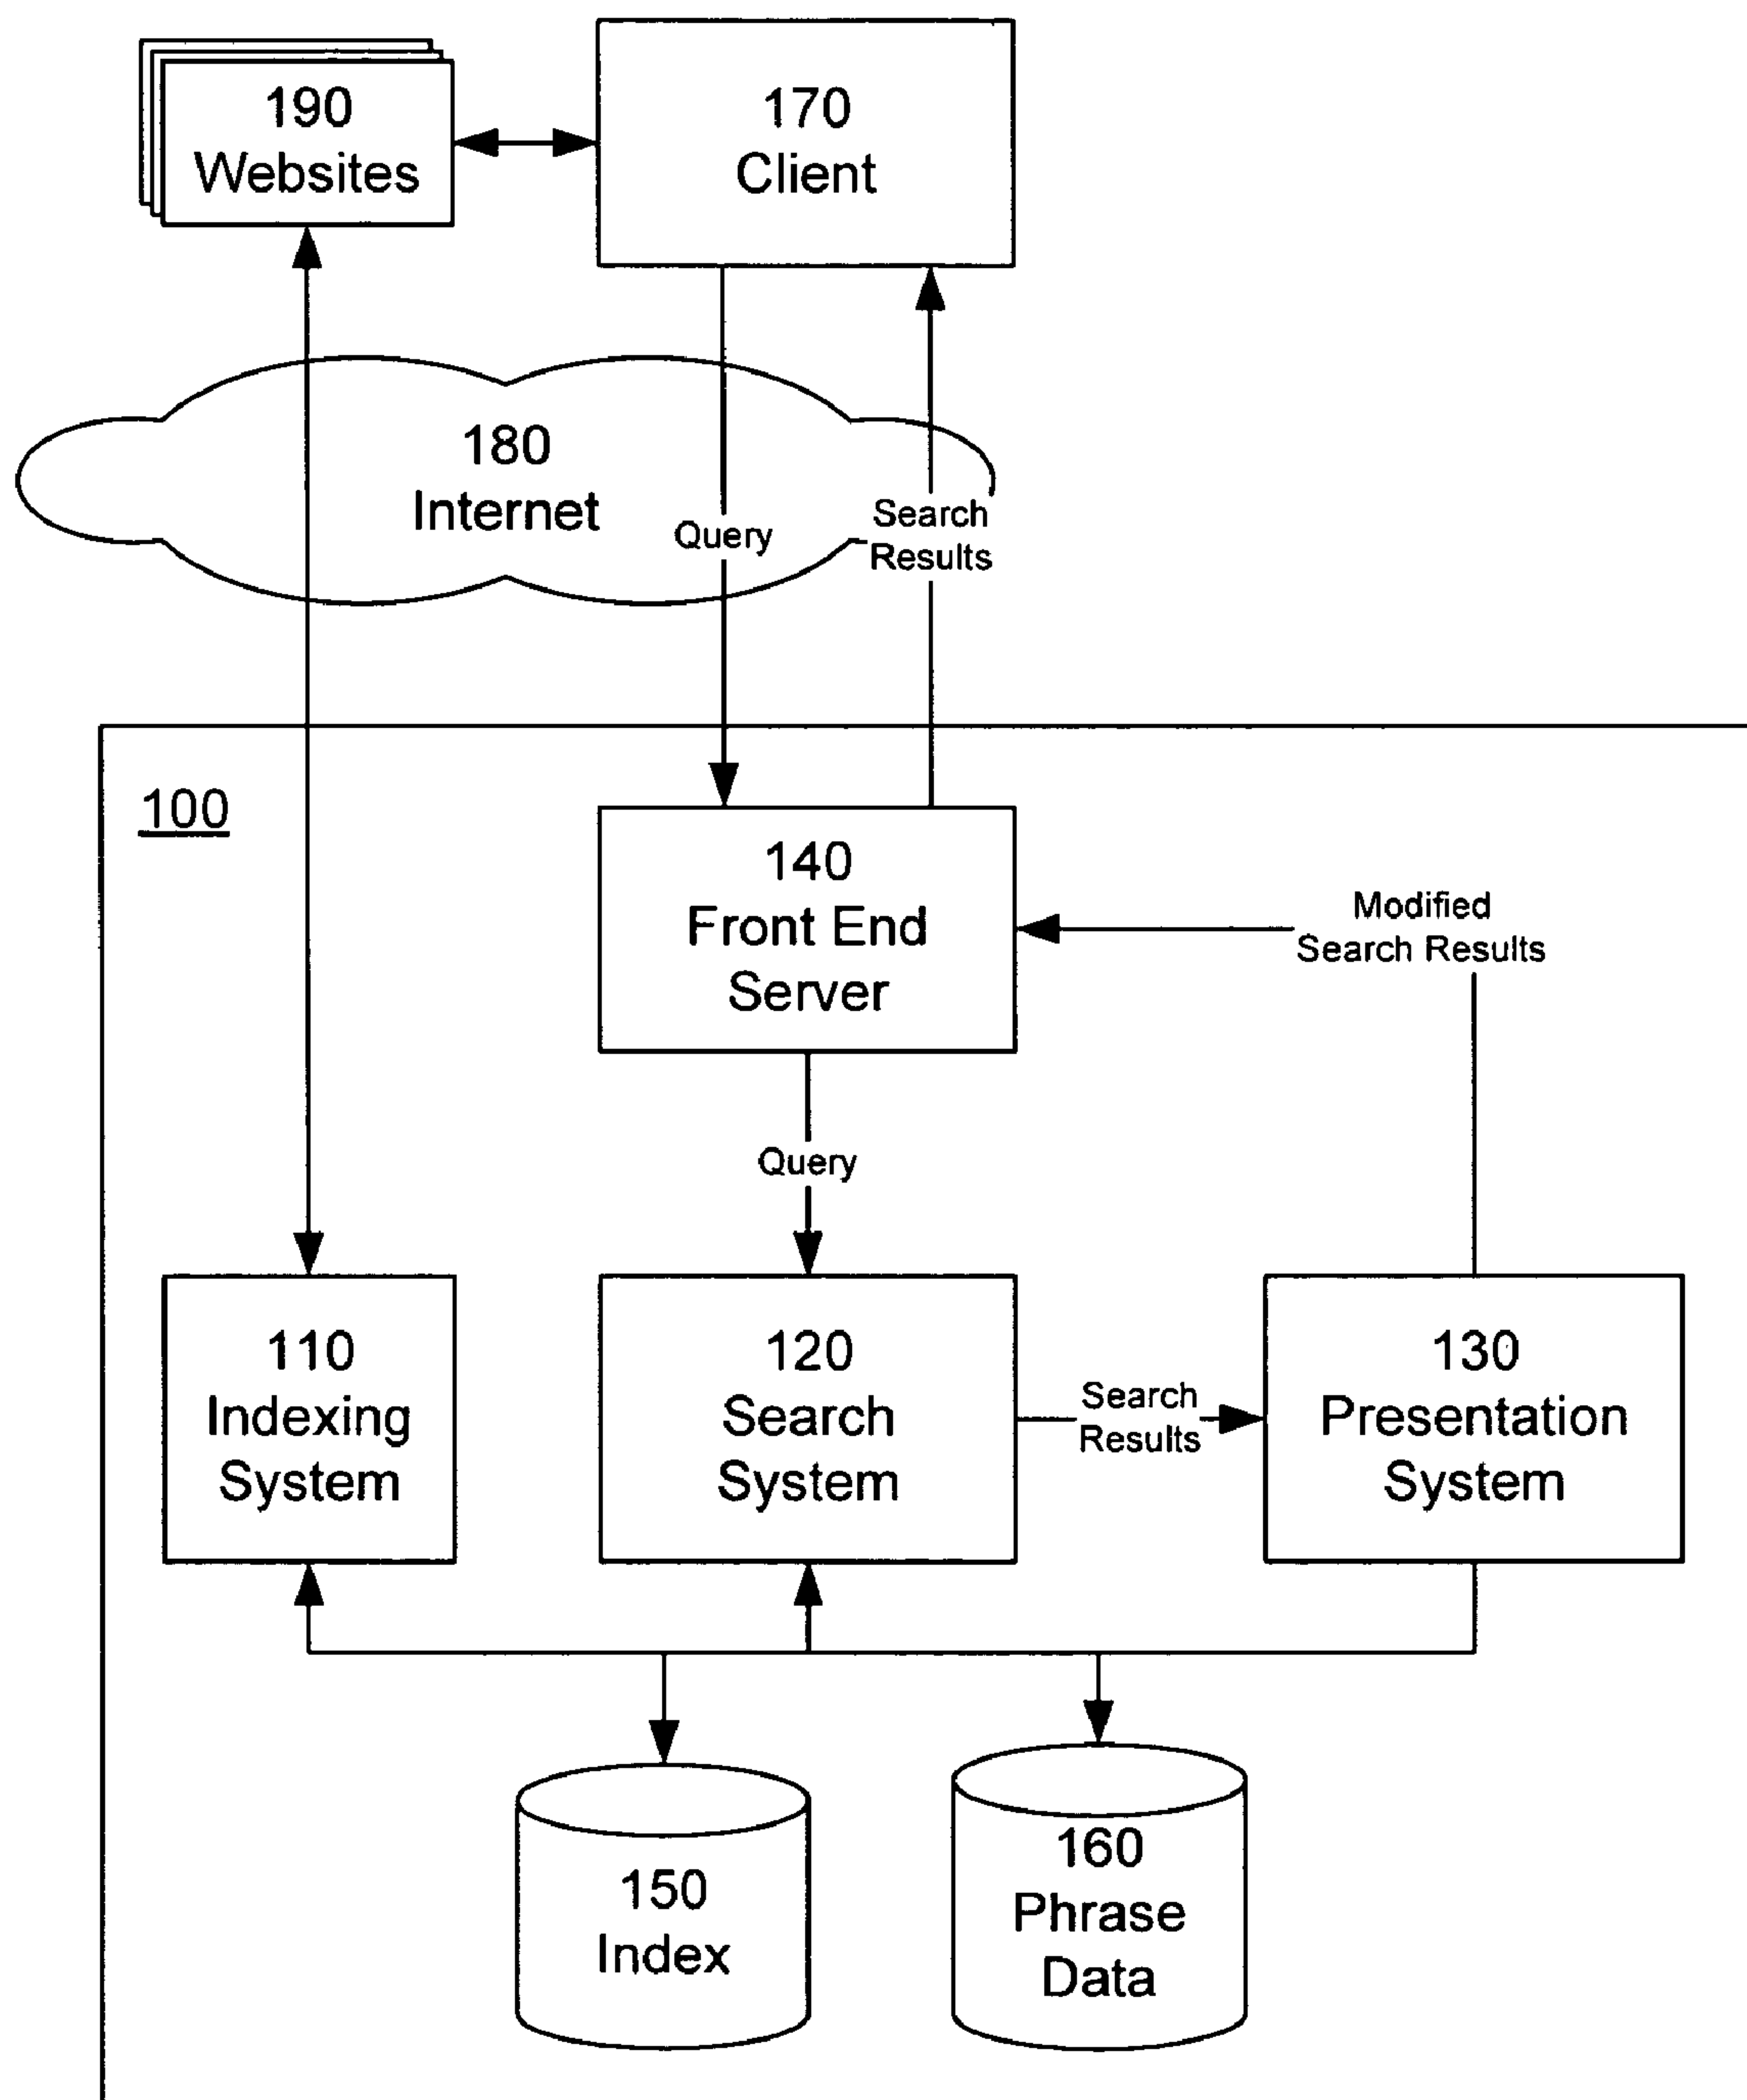 190
Websites
170
Client
180
Internet
Query
Search
Results
100
140
Front End
Server
Modified
Search Results
Query
110
Indexing
System
120
Search
System
Search
Results
130
Presentation
System
150
Index
160
Phrase
Data